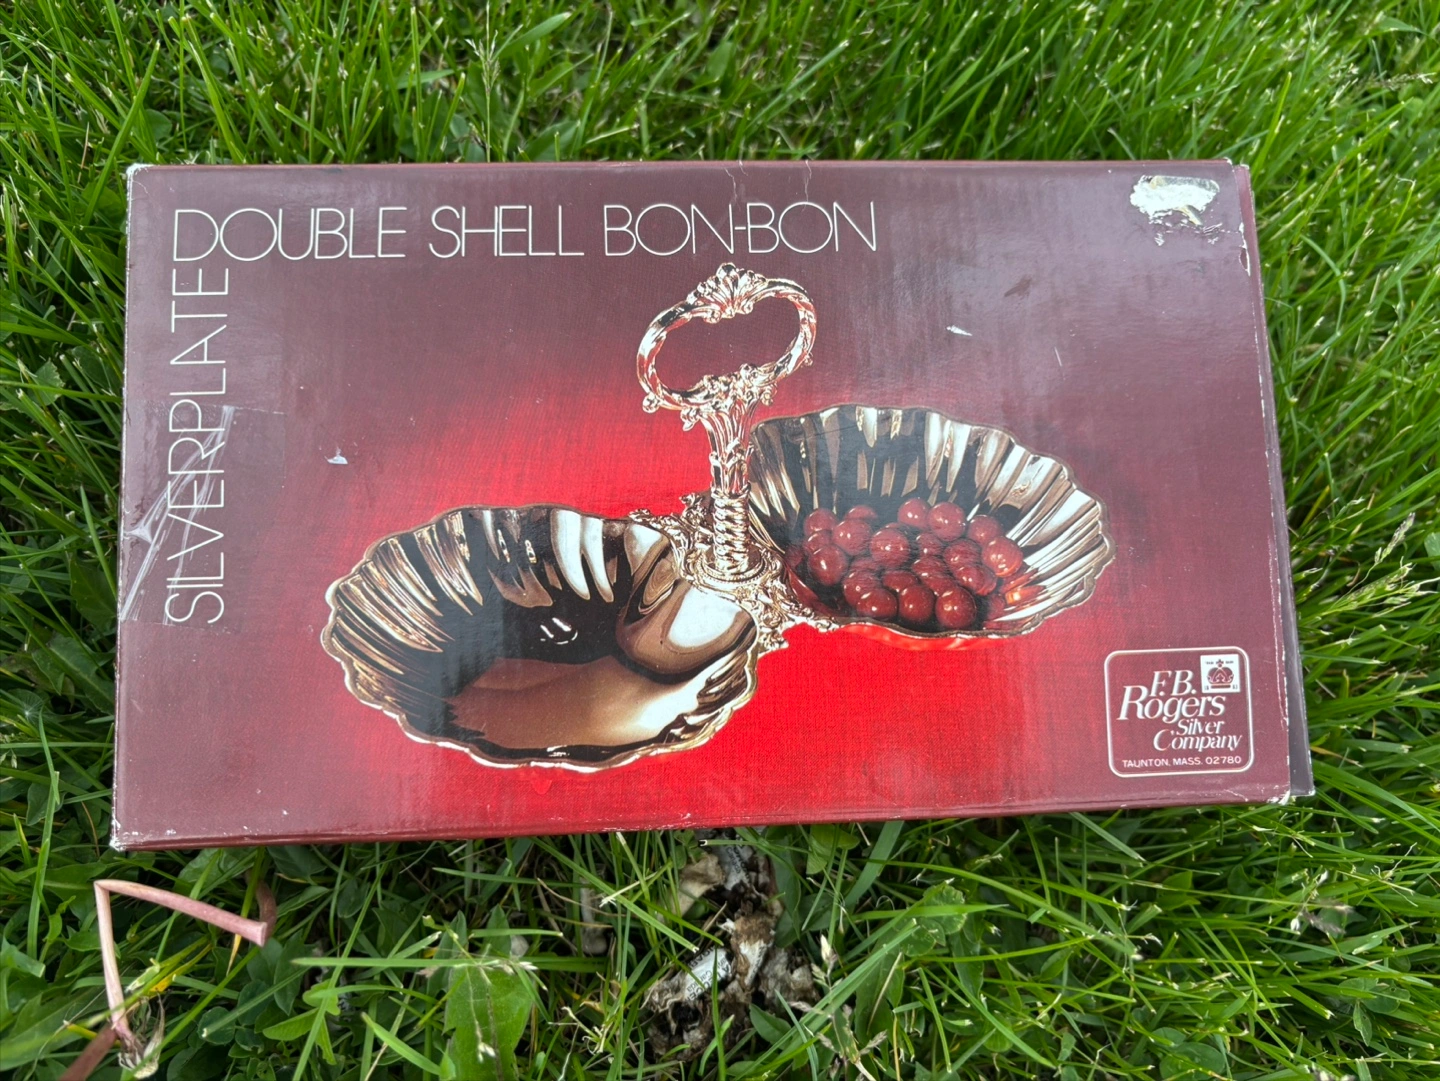 DOUBLE SHELL BON-BON
SILVERPLATE
F.B.
Rogers
Silver
Company
TAUNTON, MASS. 02780